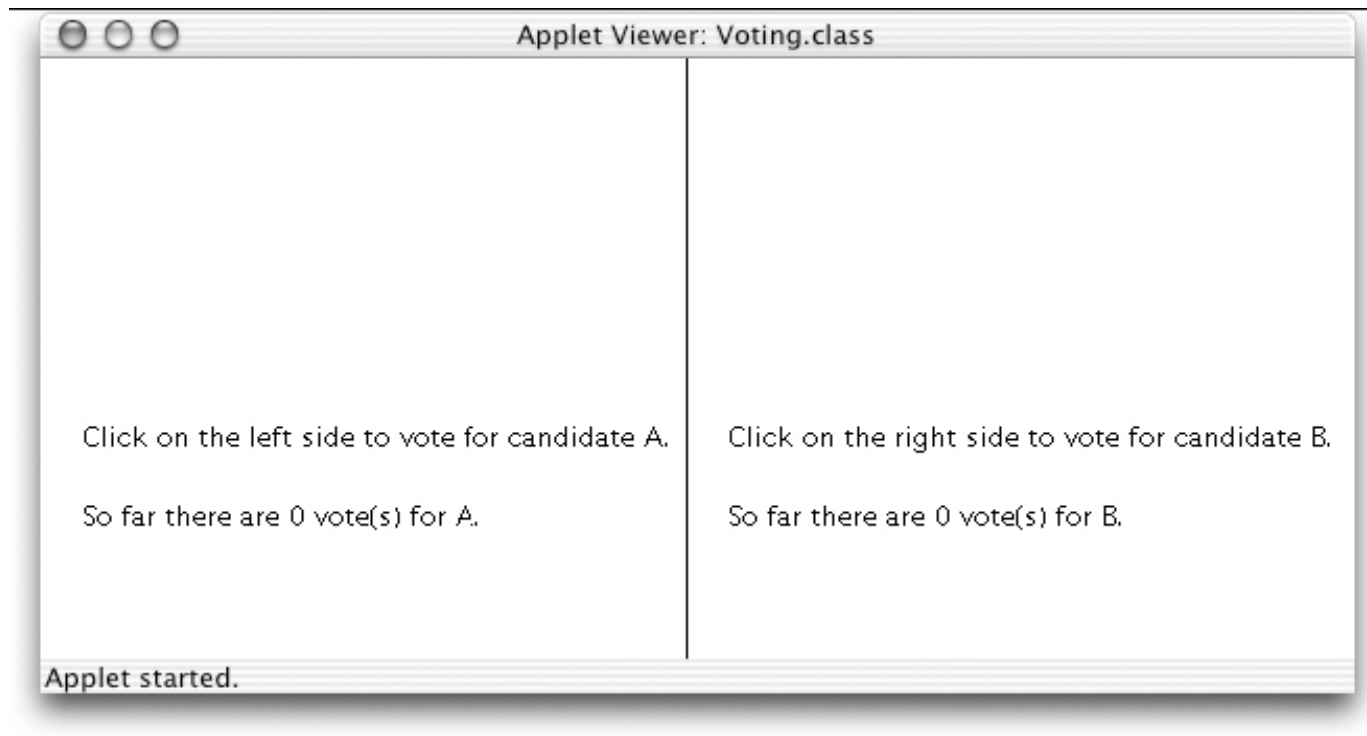 Applet Viewer: Voting.class
Click on the left side to vote for candidate A.
So far there are 0 vote(s) for A.
Click on the right side to vote for candidate B.
So far there are 0 vote(s) for B.
Applet started.